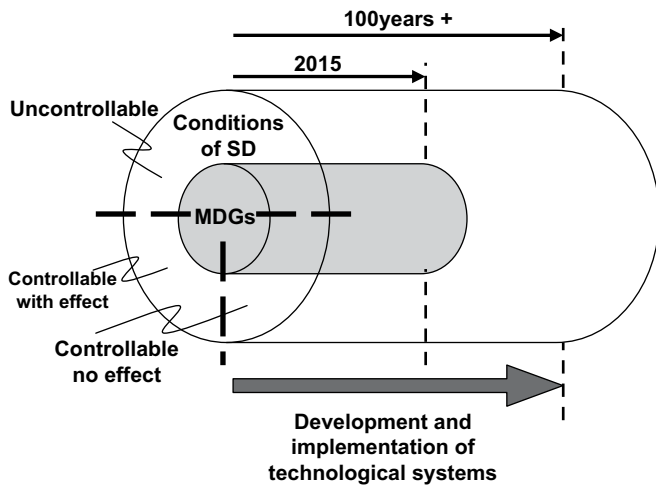 100years +
2015
Uncontrollable
Conditions
of SD
MDGs
Controllable
with effect
Controllable
no effect
Development and
implementation of
technological systems